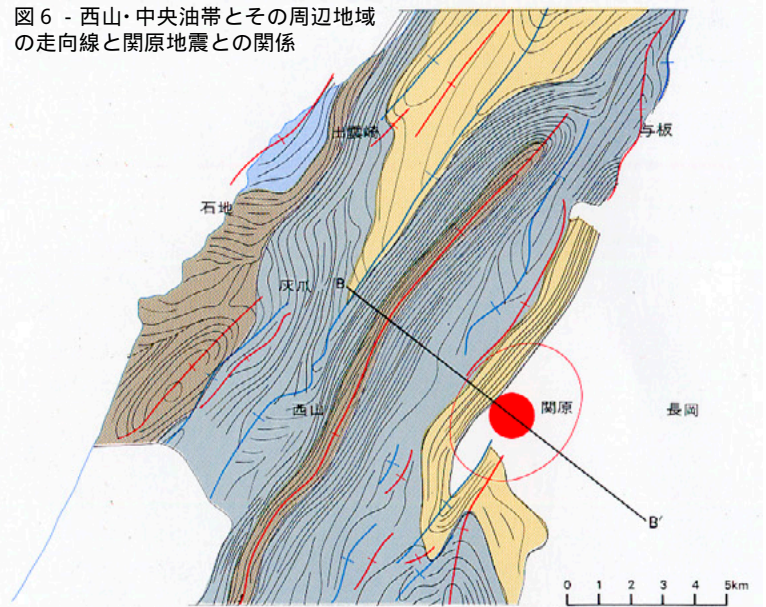 図6 - 西山・中央油帯とその周辺地域
の走向線と関原地震との関係
出雲崎
与板
石地
灰爪
B
西山
関原
長岡
B'
0 1 2 3 4 5km